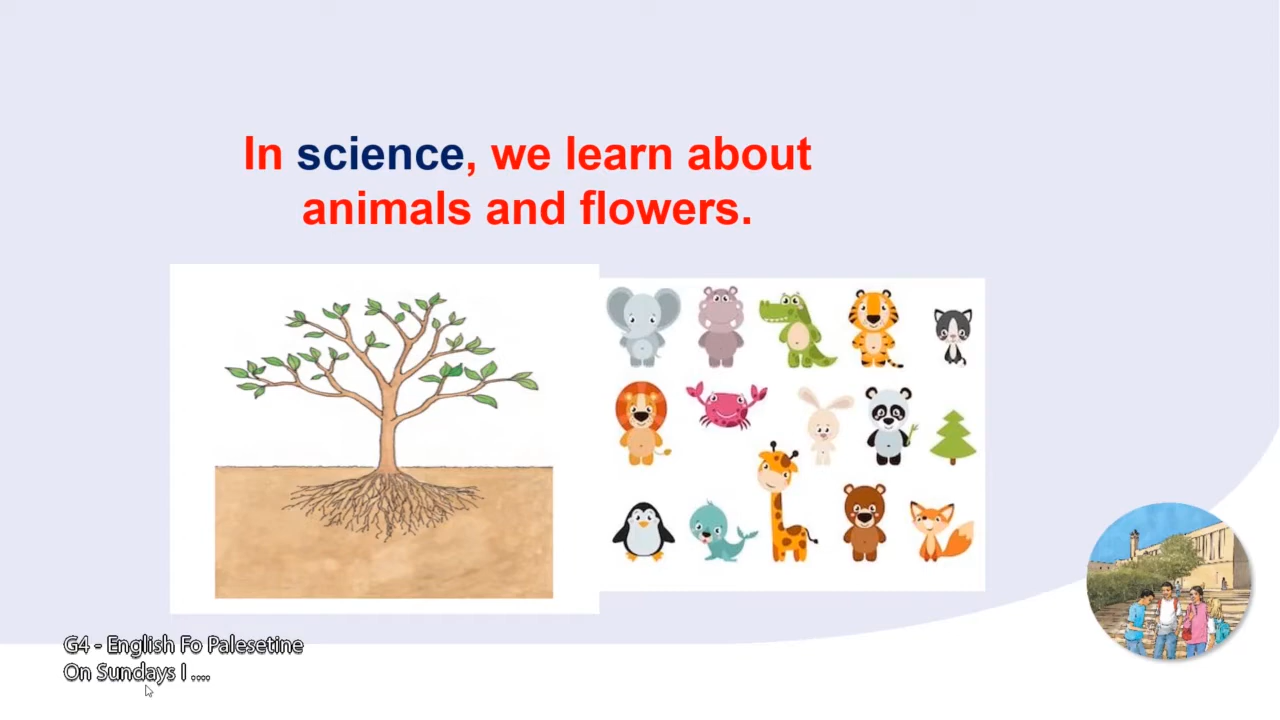 In science, we learn about
animals and flowers.
G4 - English Fo Palesetine
On Sundays I ....